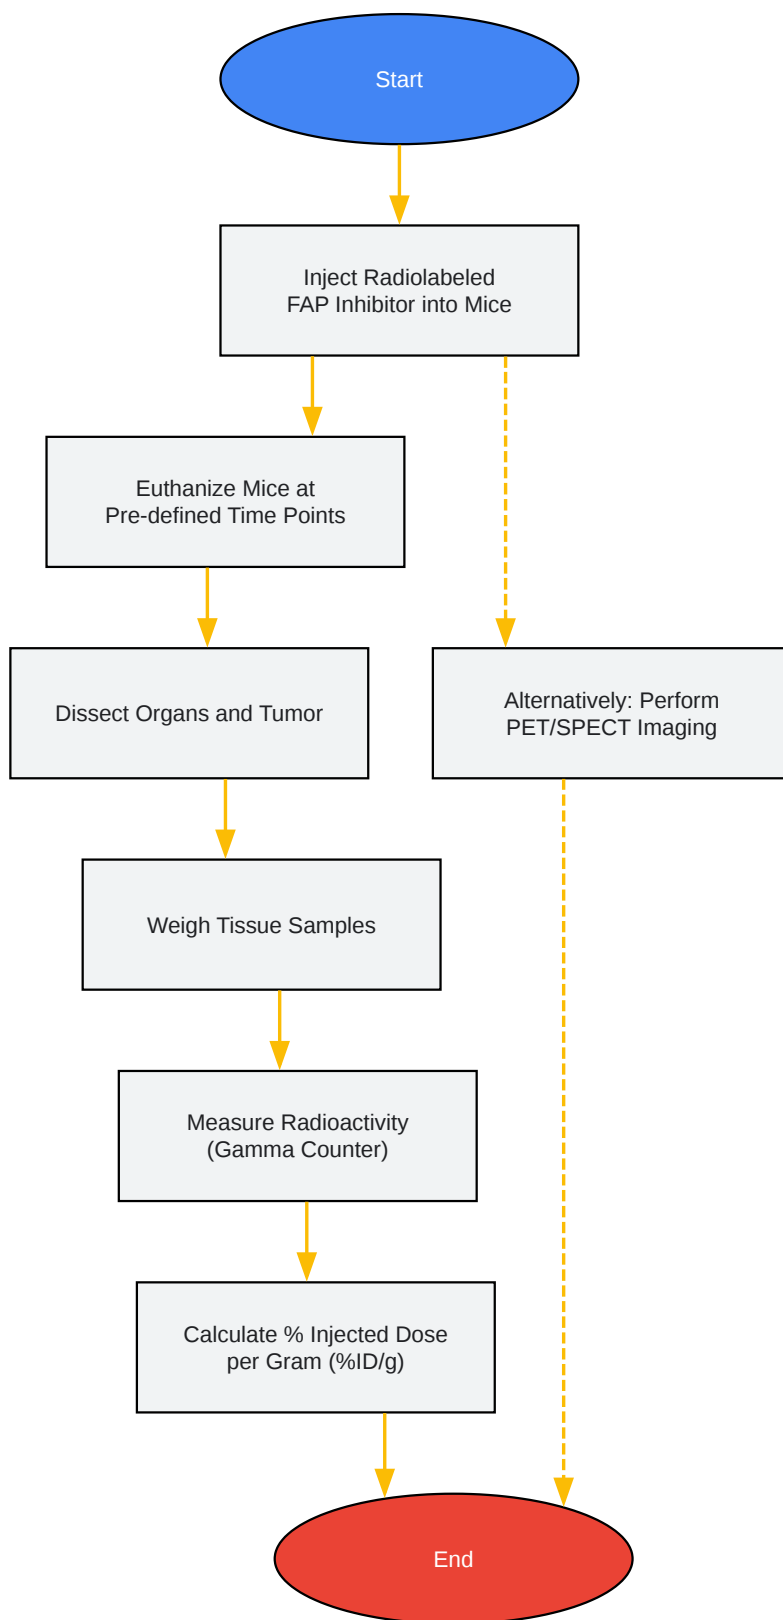 Start
Inject Radiolabeled
FAP Inhibitor into Mice
Euthanize Mice at
Pre-defined Time Points
Dissect Organs and Tumor
Alternatively: Perform
PET/SPECT Imaging
Weigh Tissue Samples
Measure Radioactivity
(Gamma Counter)
Calculate % Injected Dose
per Gram (%ID/g)
End